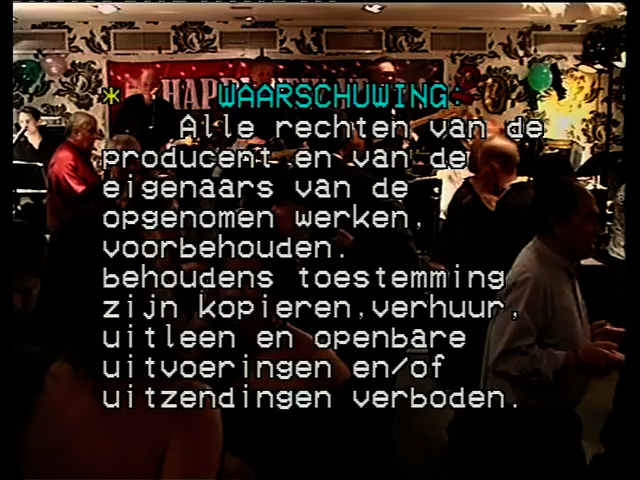 HAPPY
* WAARSCHUWING:
Alle rechten van de
producent en van de
eigenaars van de
opgenomen werken,
voorbehouden.
behoudens toestemming
zijn kopieren,verhuur,
uitleen en openbare
uitvoeringen en/of
uitzendingen verboden.